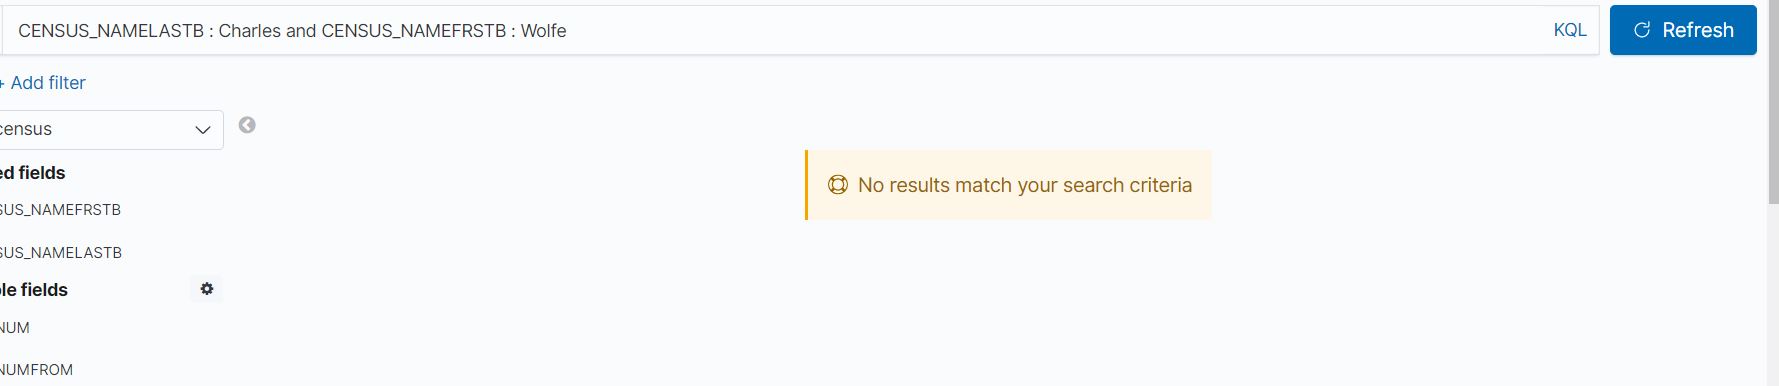 CENSUS_NAMELASTB : Charles and CENSUS_NAMEFRSTB : Wolfe
KQL
Refresh
+ Add filter
census
ed fields
SUS_NAMEFRSTB
SUS_NAMELASTB
No results match your search criteria
le fields
NUM
NUMFROM